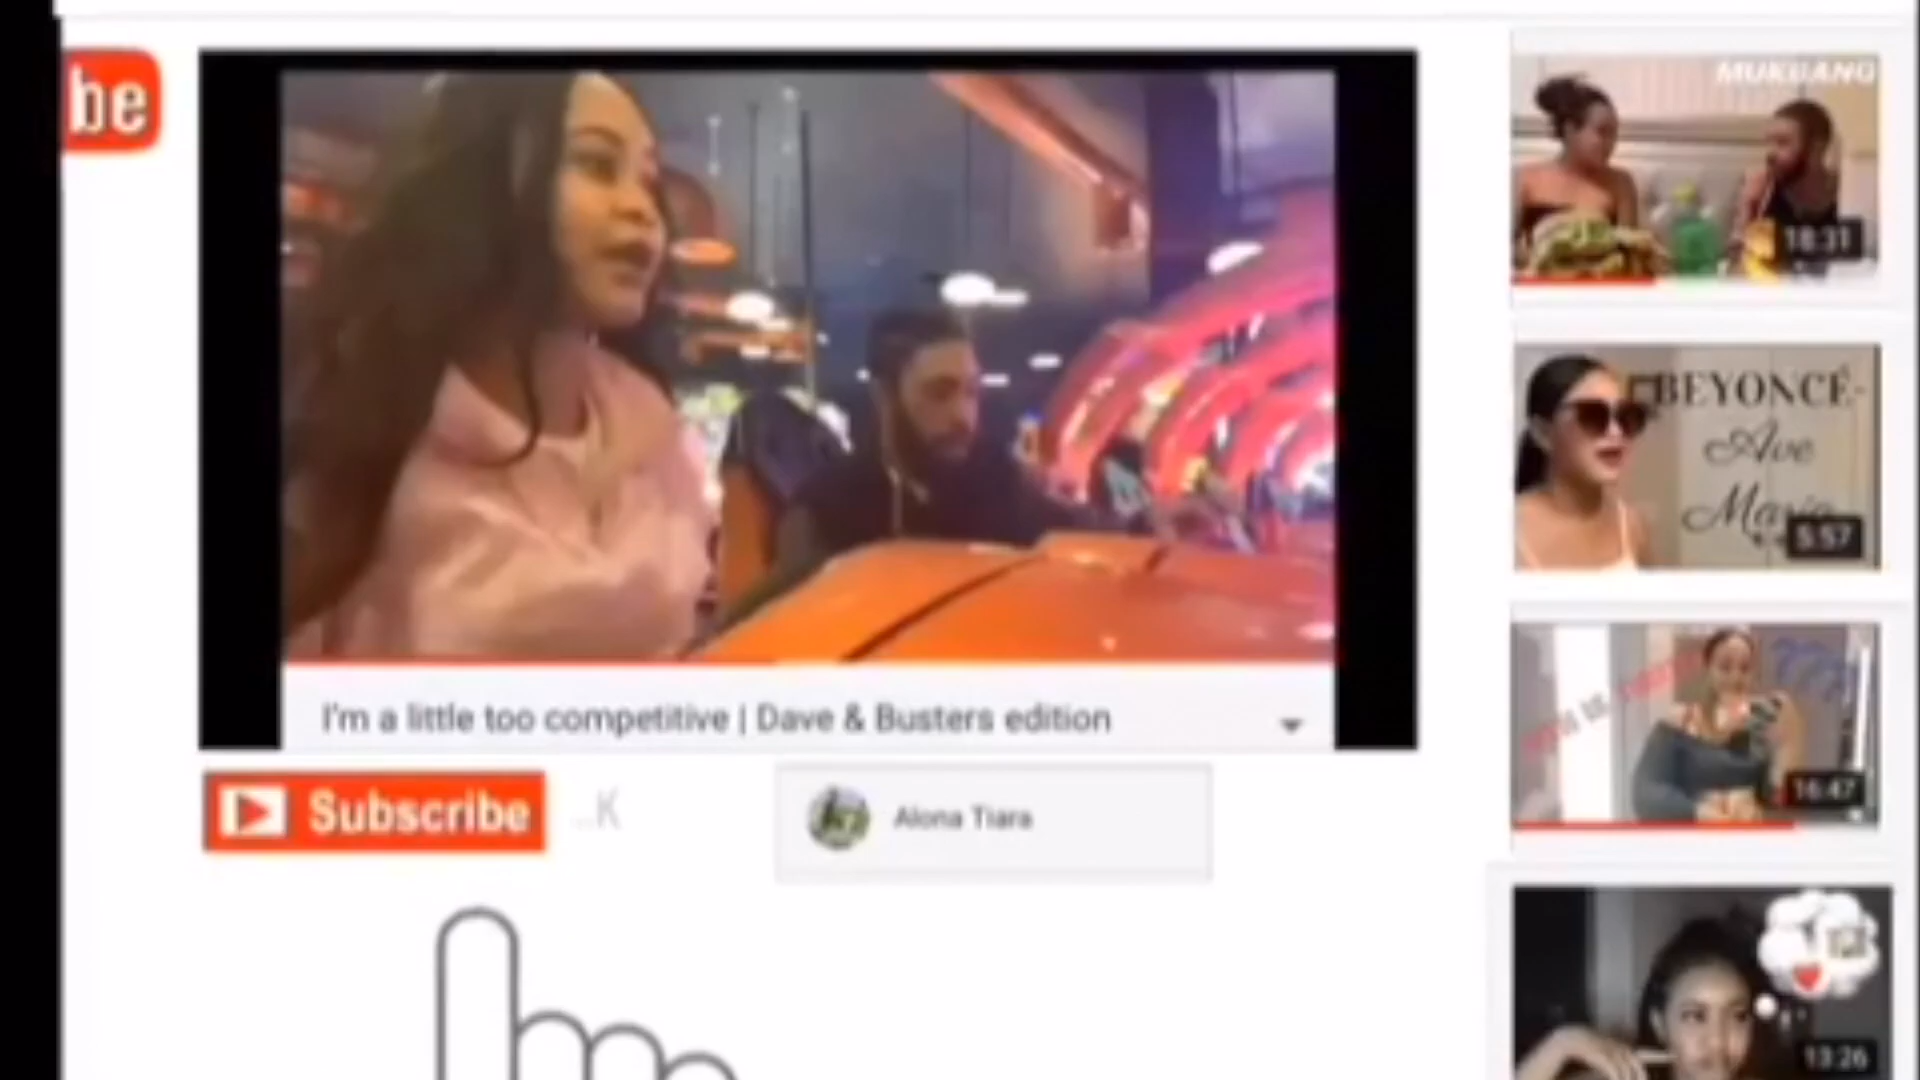 be
MUKBANG
18:31
BEYONCÉ-
Ave
Maria
5:57
I'm a little too competitive | Dave & Busters edition
16:47
Subscribe
..K
Alona Tiara
13:26